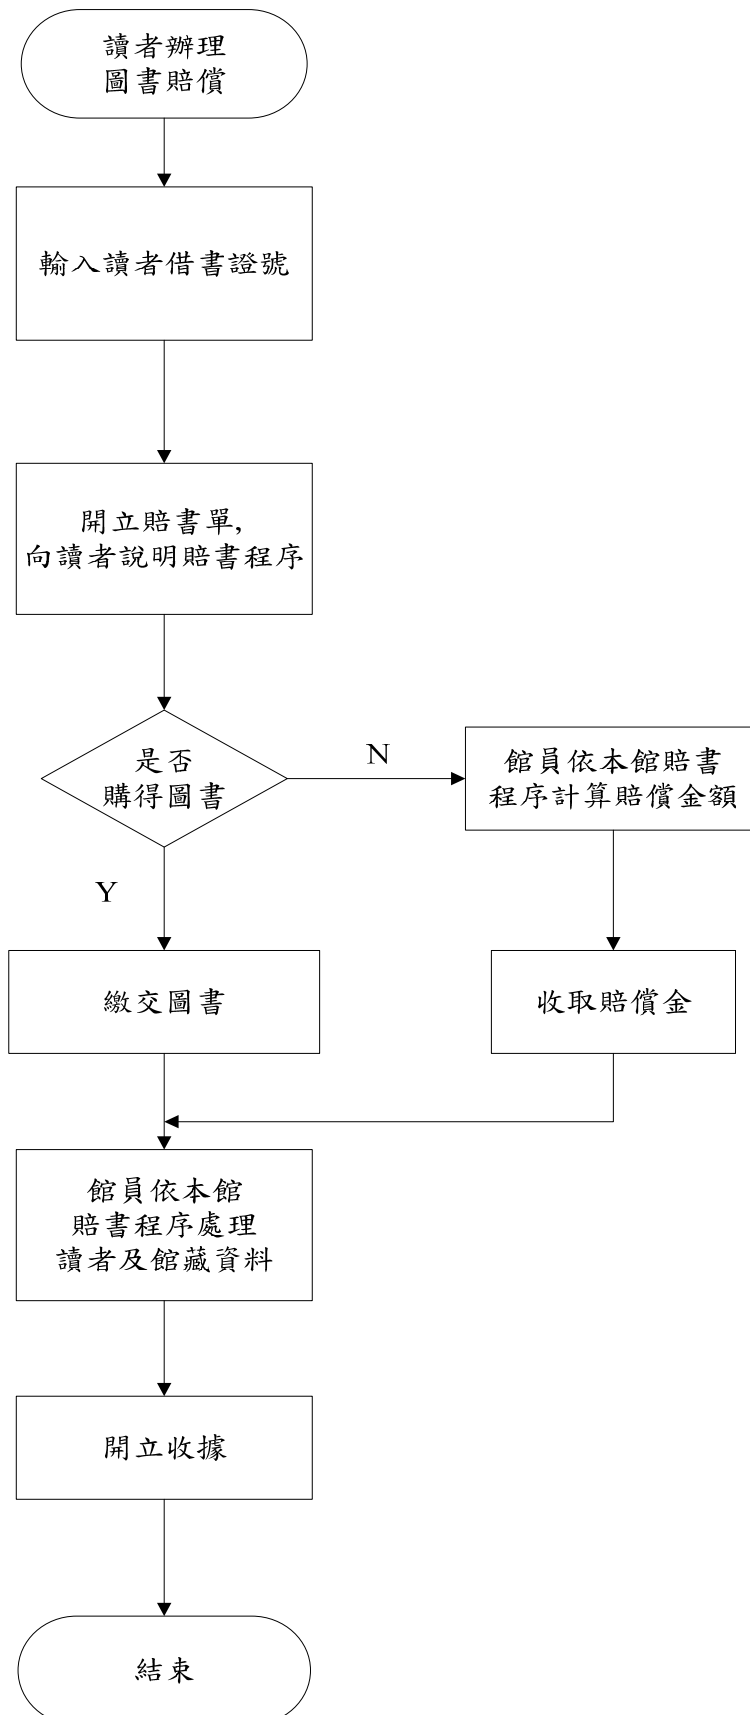 讀者辦理
圖書賠償
輸入讀者借書證號
開立賠書單,
向讀者說明賠書程序
是否
購得圖書
N
館員依本館賠書
程序計算賠償金額
Y
繳交圖書
收取賠償金
館員依本館
賠書程序處理
讀者及館藏資料
開立收據
結束